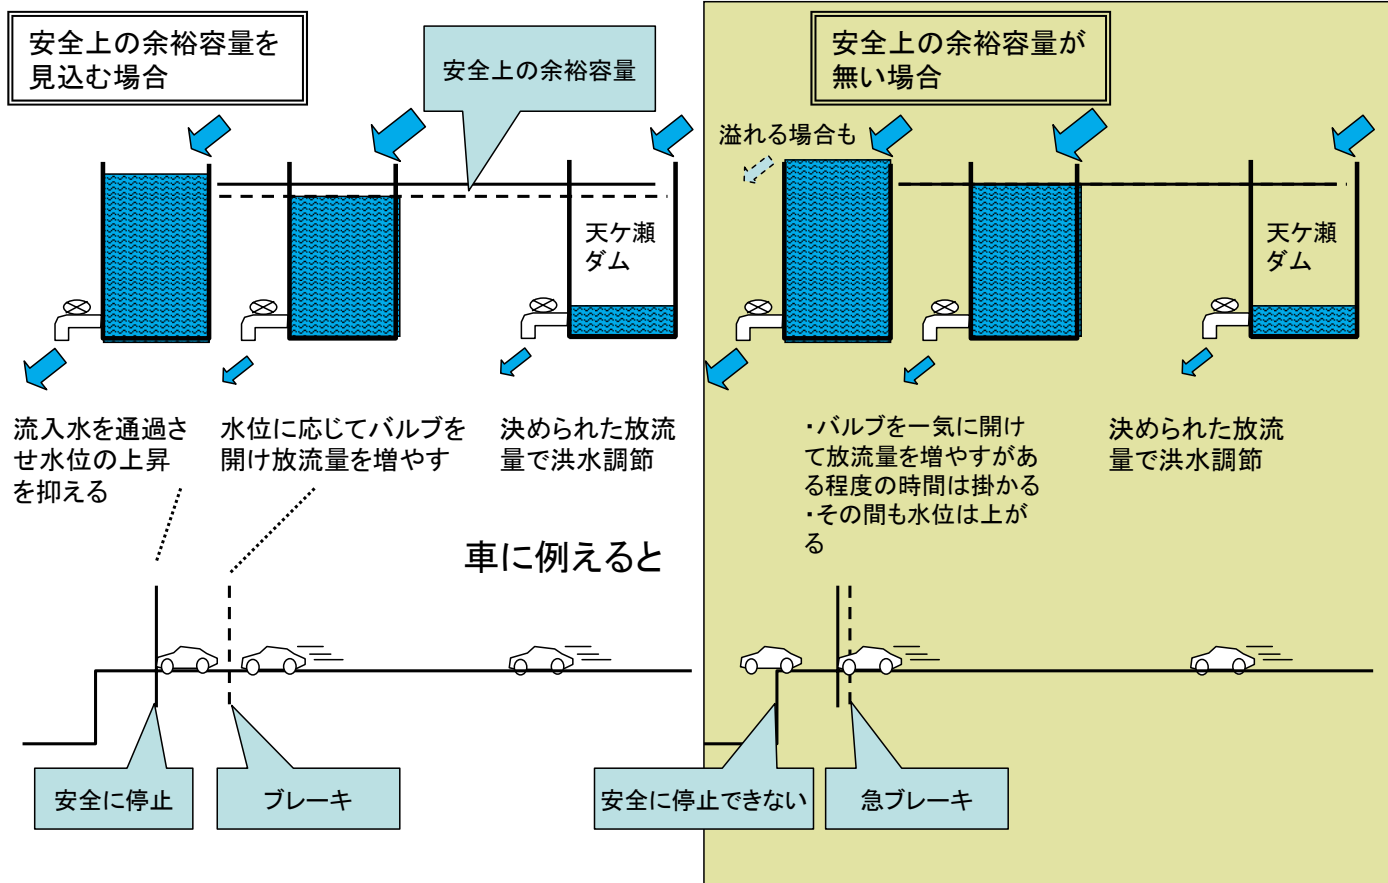 安全上の余裕容量を
見込む場合
安全上の余裕容量
天ケ瀬
ダム
流入水を通過さ
せ水位の上昇
を抑える
水位に応じてバルブを
開け放流量を増やす
決められた放流
量で洪水調節
安全上の余裕容量が
無い場合
溢れる場合も
天ケ瀬
ダム
・バルブを一気に開け
て放流量を増やすがあ
る程度の時間は掛かる
・その間も水位は上が
る
決められた放流
量で洪水調節
車に例えると
安全に停止
ブレーキ
安全に停止できない
急ブレーキ